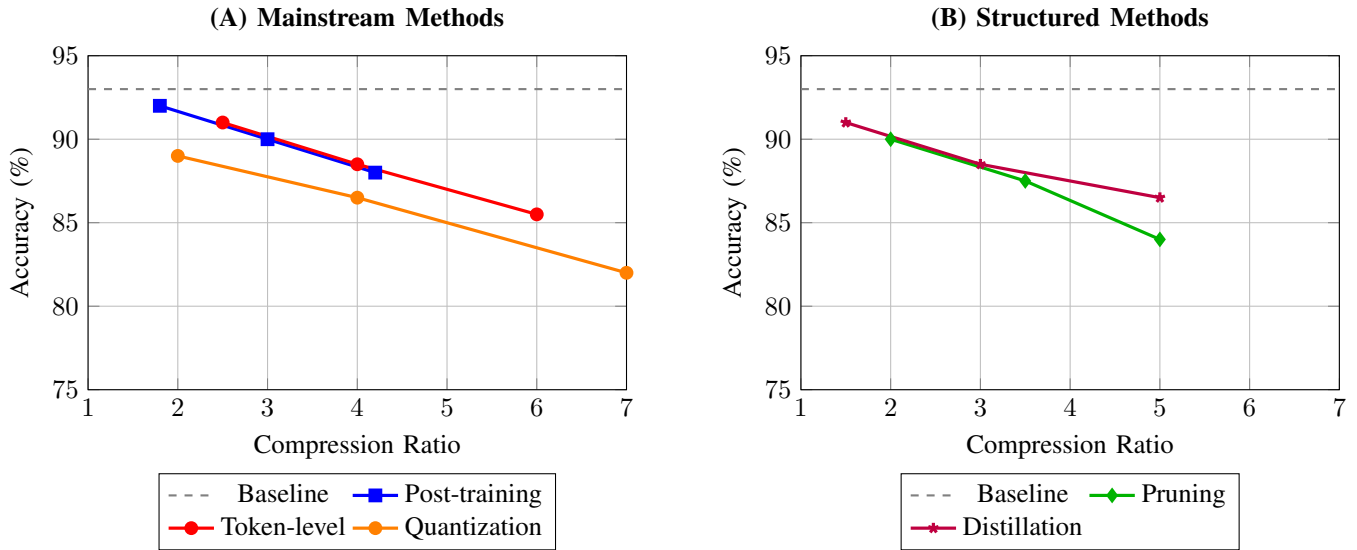 (A) Mainstream Methods
95
90
85
80
75
1 2 3 4 5 6 7
Accuracy (%)
Compression Ratio
Baseline Post-training
Token-level Quantization
(B) Structured Methods
95
90
85
80
75
1 2 3 4 5 6 7
Accuracy (%)
Compression Ratio
Baseline Pruning
Distillation